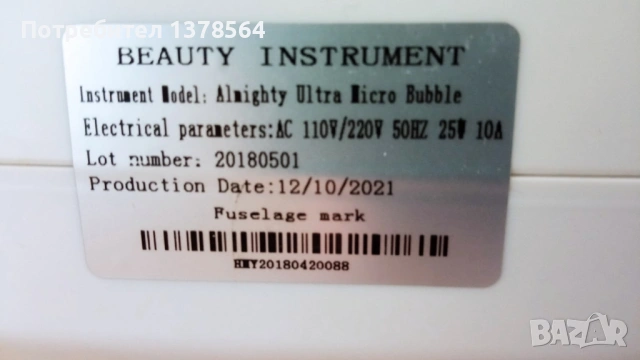 Потребител 1378564
BEAUTY INSTRUMENT
Instrument Model: Almighty Ultra Micro Bubble
Electrical parameters:AC 110V/220V 50HZ 25W 10A
Lot number: 20180501
Production Date:12/10/2021
Fuselage mark
HMY20180420088
BAZAR